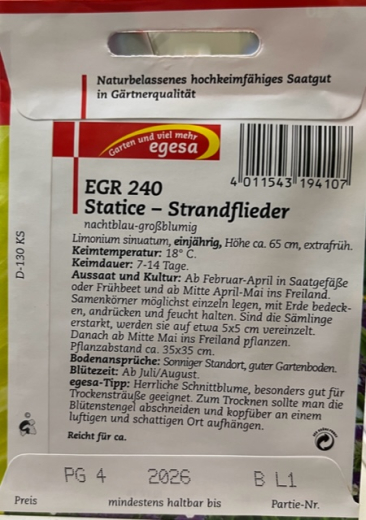 Naturbelassenes hochkeimfähiges Saatgut
in Gärtnerqualität
Garten und viel mehr
egesa
4 011543 194107
EGR 240
Statice – Strandflieder
nachtblau-großblumig
Limonium sinuatum, einjährig, Höhe ca. 65 cm, extrafrüh.
Keimtemperatur: 18° C.
Keimdauer: 7-14 Tage.
Aussaat und Kultur: Ab Februar-April in Saatgefäße
oder Frühbeet und ab Mitte April-Mai ins Freiland.
Samenkörner möglichst einzeln legen, mit Erde bedeck-
en, andrücken und feucht halten. Sind die Sämlinge
erstarkt, werden sie auf etwa 5x5 cm vereinzelt.
Danach ab Mitte Mai ins Freiland pflanzen.
Pflanzabstand ca. 35x35 cm.
Bodenansprüche: Sonniger Standort, guter Gartenboden.
Blütezeit: Ab Juli/August.
egesa-Tipp: Herrliche Schnittblume, besonders gut für
Trockensträuße geeignet. Zum Trocknen sollte man die
Blütenstengel abschneiden und kopfüber an einem
luftigen und schattigen Ort aufhängen.
Reicht für ca.
D-130 KS
PG 4 2026 B L1
Preis mindestens haltbar bis Partie-Nr.